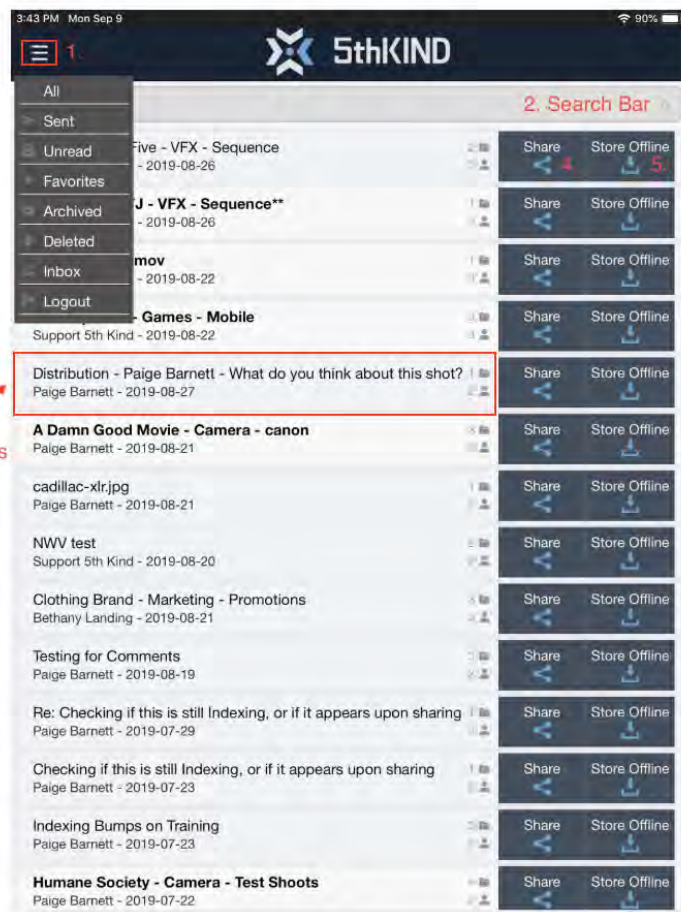 3:43 PM Mon Sep 9
90%
1.
5thKIND
All
2. Search Bar
Sent
Unread
Five - VFX - Sequence
- 2019-08-26
Share
Store Offline
4.
5.
Favorites
Archived
J - VFX - Sequence**
- 2019-08-26
Share
Store Offline
Deleted
Inbox
mov
- 2019-08-22
Share
Store Offline
Logout
- Games - Mobile
Support 5th Kind - 2019-08-22
Share
Store Offline
Distribution - Paige Barnett - What do you think about this shot?
Paige Barnett - 2019-08-27
Share
Store Offline
s
A Damn Good Movie - Camera - canon
Paige Barnett - 2019-08-21
Share
Store Offline
cadillac-xlr.jpg
Paige Barnett - 2019-08-21
Share
Store Offline
NWV test
Support 5th Kind - 2019-08-20
Share
Store Offline
Clothing Brand - Marketing - Promotions
Bethany Landing - 2019-08-21
Share
Store Offline
Testing for Comments
Paige Barnett - 2019-08-19
Share
Store Offline
Re: Checking if this is still Indexing, or if it appears upon sharing
Paige Barnett - 2019-07-29
Share
Store Offline
Checking if this is still Indexing, or if it appears upon sharing
Paige Barnett - 2019-07-23
Share
Store Offline
Indexing Bumps on Training
Paige Barnett - 2019-07-23
Share
Store Offline
Humane Society - Camera - Test Shoots
Paige Barnett - 2019-07-22
Share
Store Offline